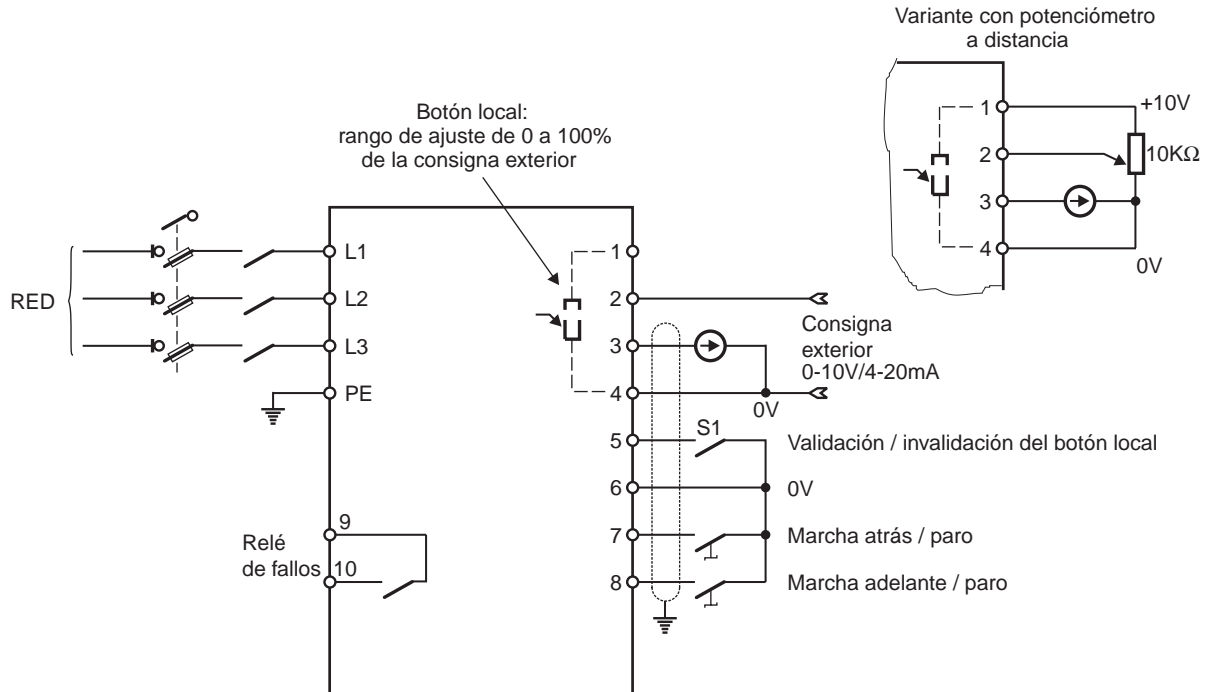 Variante con potenciómetro
a distancia
1
+10V
2
10KΩ
3
4
0V
Botón local:
rango de ajuste de 0 a 100%
de la consigna exterior
RED
L1
L2
L3
PE
1
2
3
4
Consigna
exterior
0-10V/4-20mA
0V
5
S1
Validación / invalidación del botón local
6
0V
7
Marcha atrás / paro
8
Marcha adelante / paro
9
Relé
de fallos
10